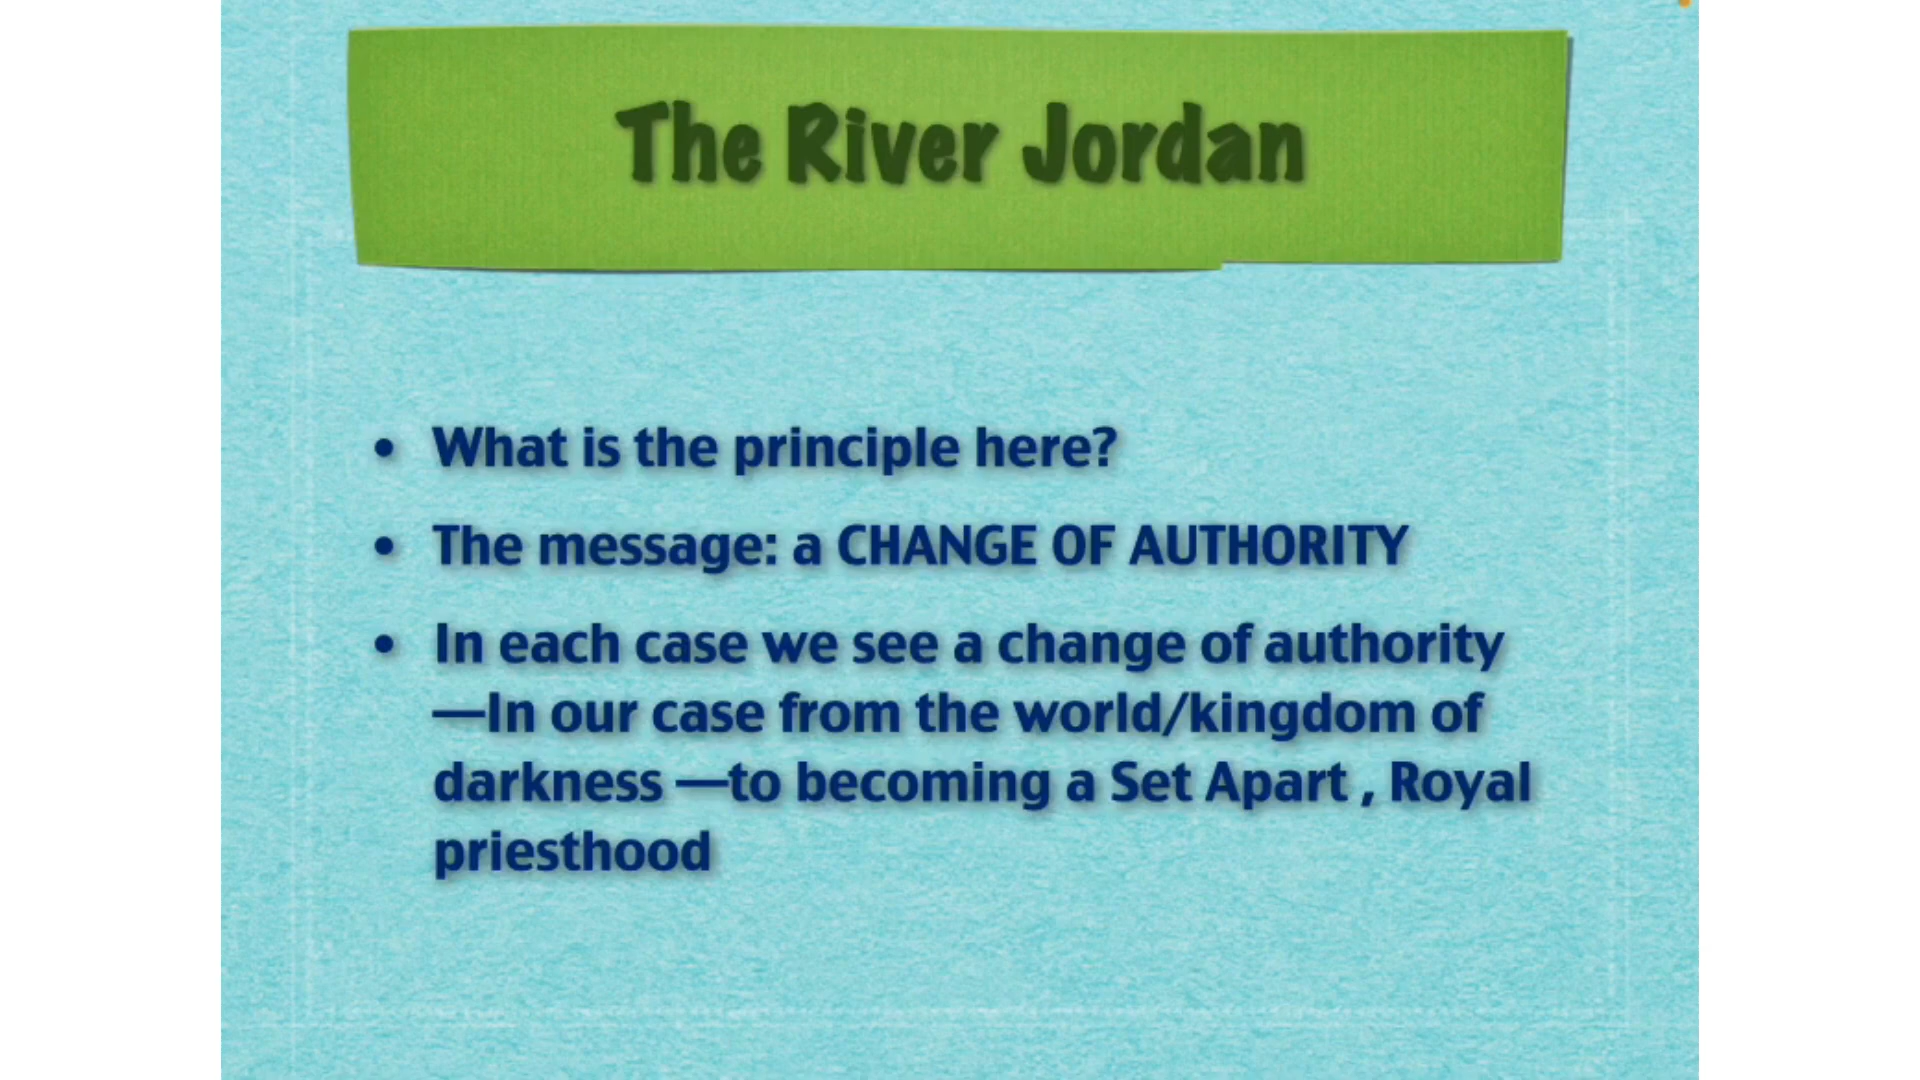 The River Jordan
• What is the principle here?
• The message: a CHANGE OF AUTHORITY
• In each case we see a change of authority
—In our case from the world/kingdom of
darkness —to becoming a Set Apart , Royal
priesthood